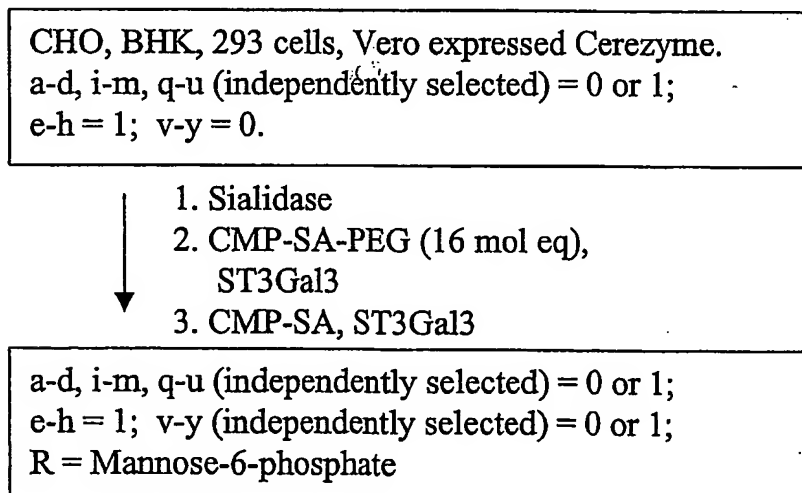 CHO, BHK, 293 cells, Vero expressed Cerezyme.
a-d, i-m, q-u (independently selected) = 0 or 1;
e-h = 1; v-y = 0.
1. Sialidase
2. CMP-SA-PEG (16 mol eq),
ST3Gal3
3. CMP-SA, ST3Gal3
a-d, i-m, q-u (independently selected) = 0 or 1;
e-h = 1; v-y (independently selected) = 0 or 1;
R = Mannose-6-phosphate